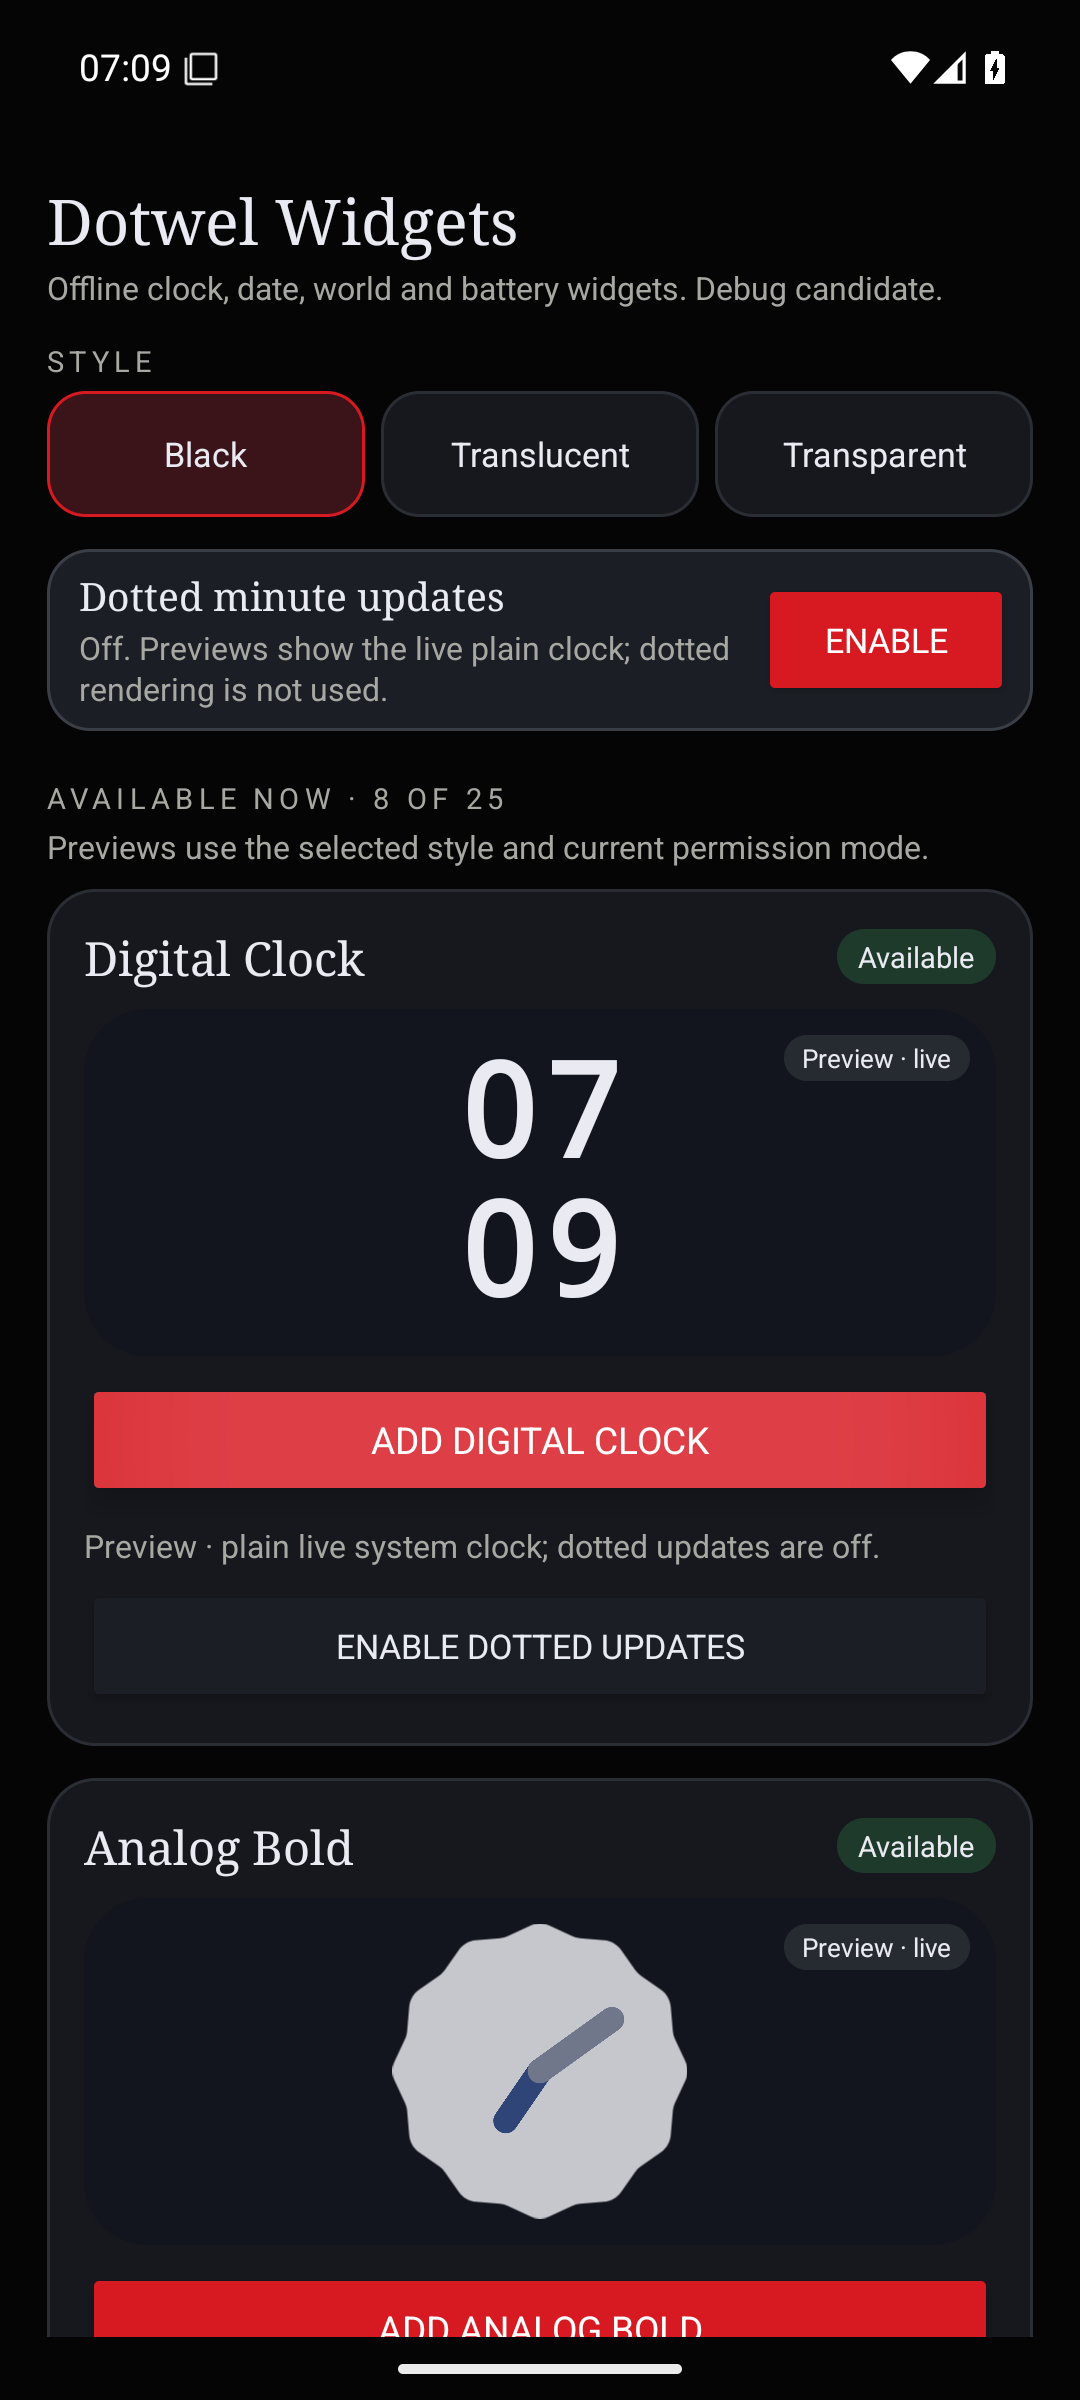 07:09
Dotwel Widgets
Offline clock, date, world and battery widgets. Debug candidate.
STYLE
Black
Translucent
Transparent
Dotted minute updates
Off. Previews show the live plain clock; dotted
rendering is not used.
ENABLE
AVAILABLE NOW · 8 OF 25
Previews use the selected style and current permission mode.
Digital Clock
Available
Preview · live
07
09
ADD DIGITAL CLOCK
Preview · plain live system clock; dotted updates are off.
ENABLE DOTTED UPDATES
Analog Bold
Available
Preview · live
ADD ANALOG BOLD